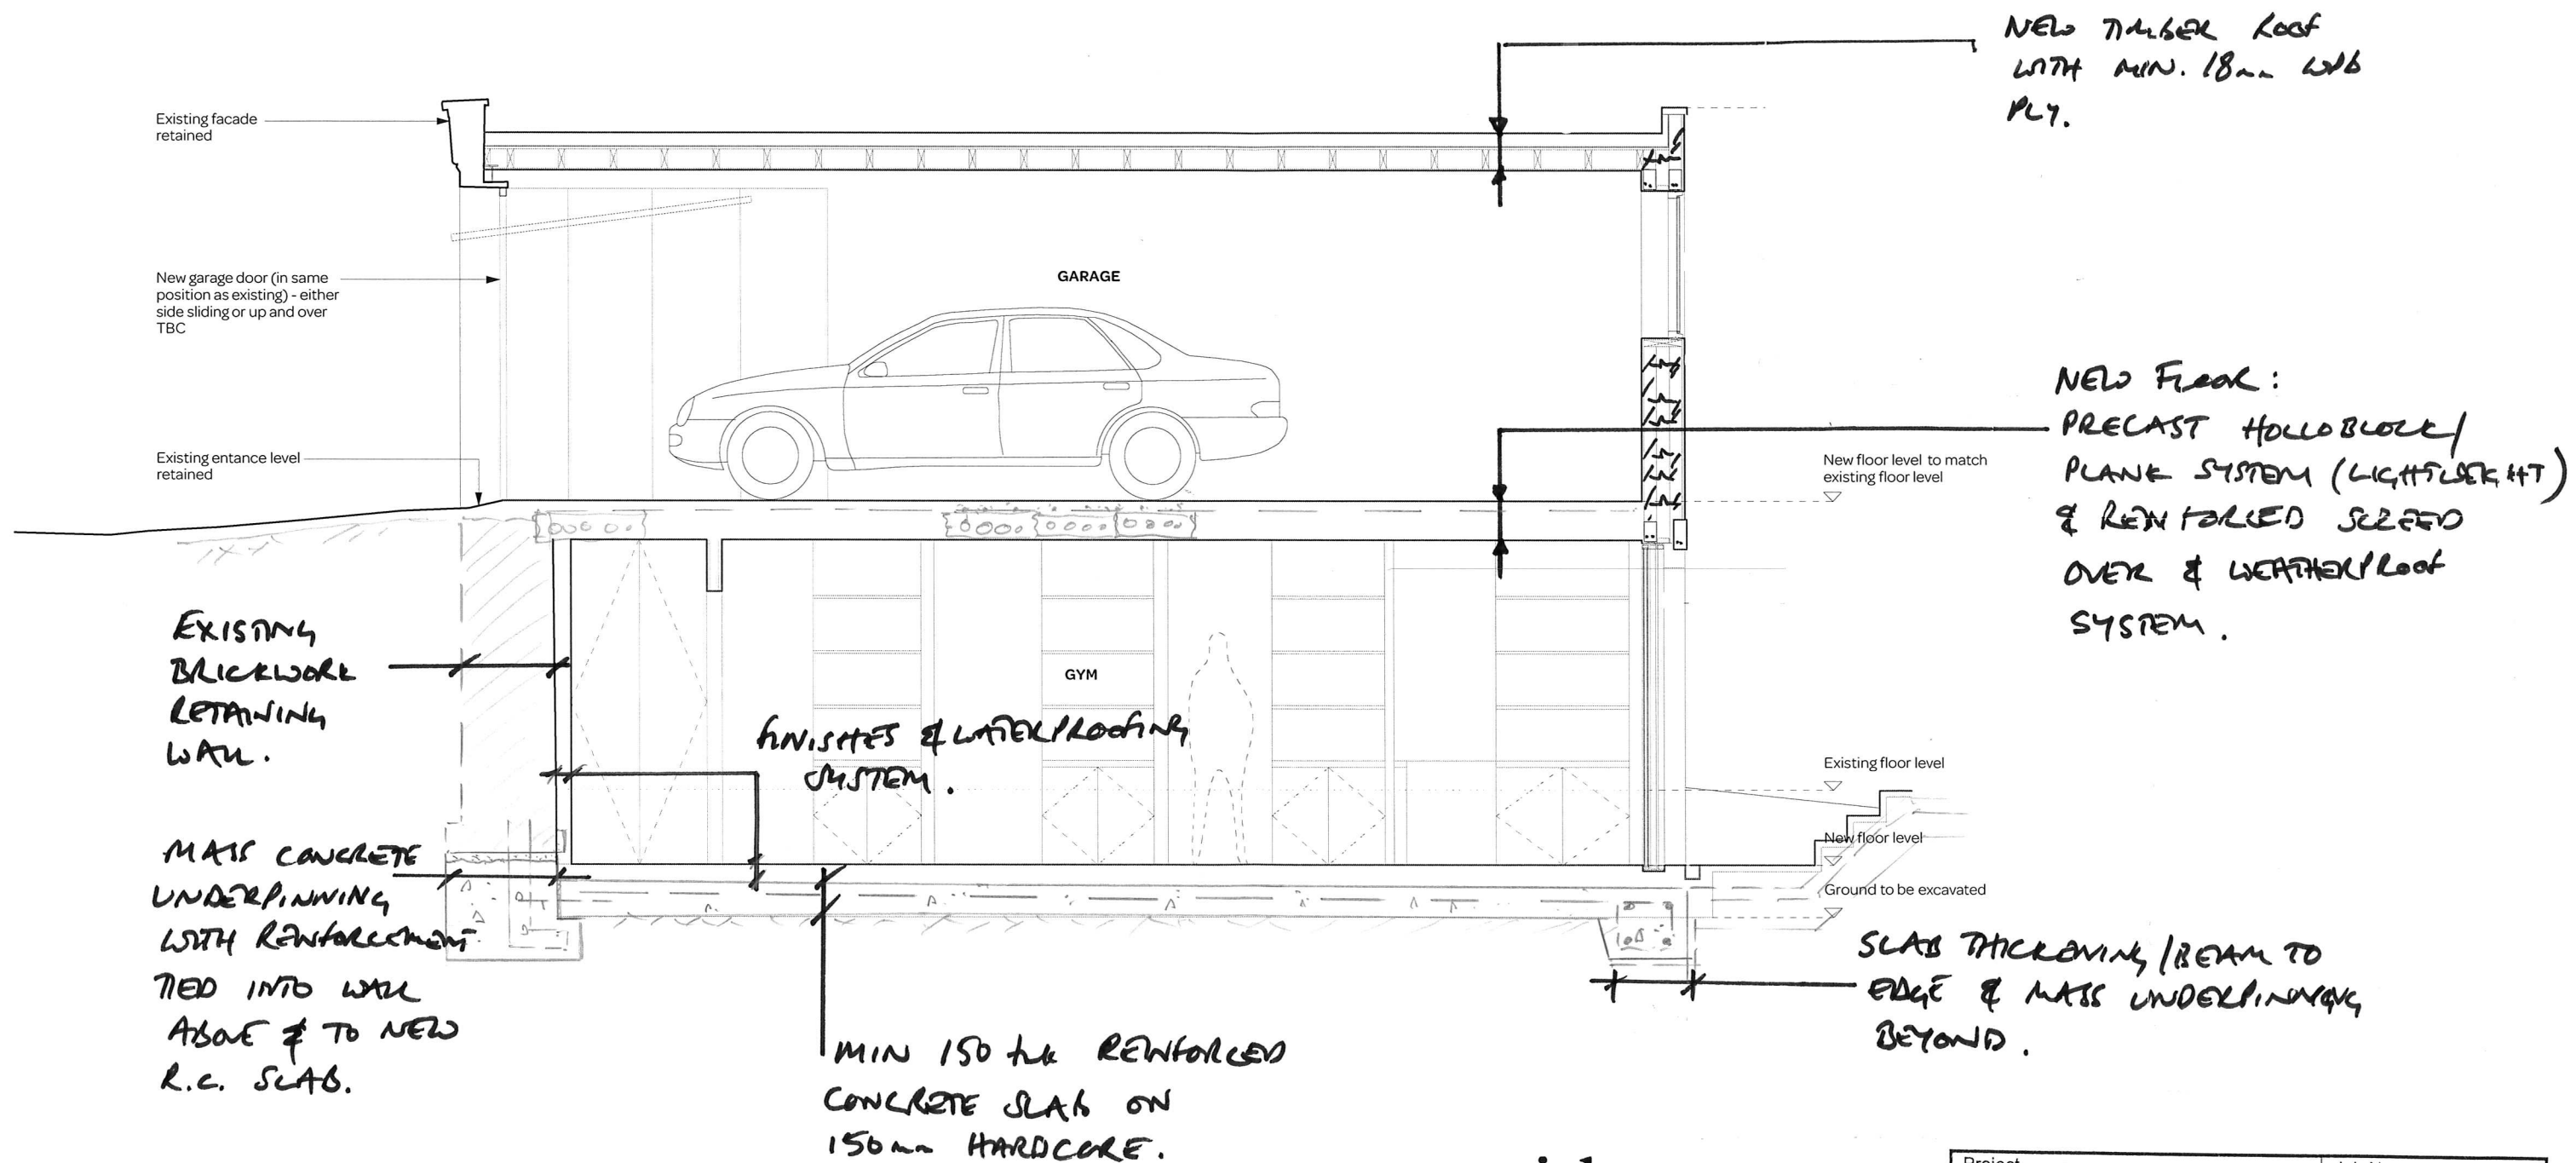 NEW TIMBER ROOF
WITH MIN. 18mm WPB
PLY.
Existing facade
retained
New garage door (in same
position as existing) - either
side sliding or up and over
TBC
GARAGE
Existing entance level
retained
NEW FLOOR:
PRECAST HOLLOBLOCK/
PLANK SYSTEM (LIGHTWEIGHT)
& REINFORCED SCREED
OVER & WEATHERPROOF
SYSTEM.
New floor level to match
existing floor level
EXISTING
BRICKWORK
RETAINING
WALL.
GYM
FINISHES & WATERPROOFING
SYSTEM.
Existing floor level
New floor level
Ground to be excavated
MASS CONCRETE
UNDERPINNING
WITH REINFORCEMENT
TIED INTO WALL
ABOVE & TO NEW
R.C. SLAB.
SLAB THICKENING/BEAM TO
EDGE & MASS UNDERPINNING
BEYOND.
MIN 150 thk REINFORCED
CONCRETE SLAB ON
150mm HARDCORE.
Project